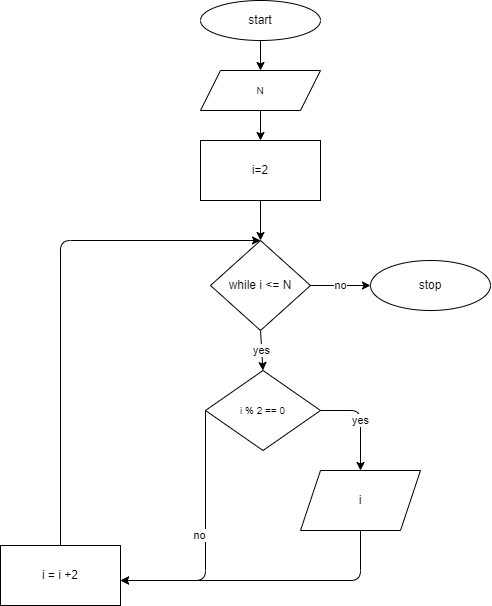 start
N
i=2
while i <= N
no
stop
yes
i % 2 == 0
yes
i
no
i = i +2